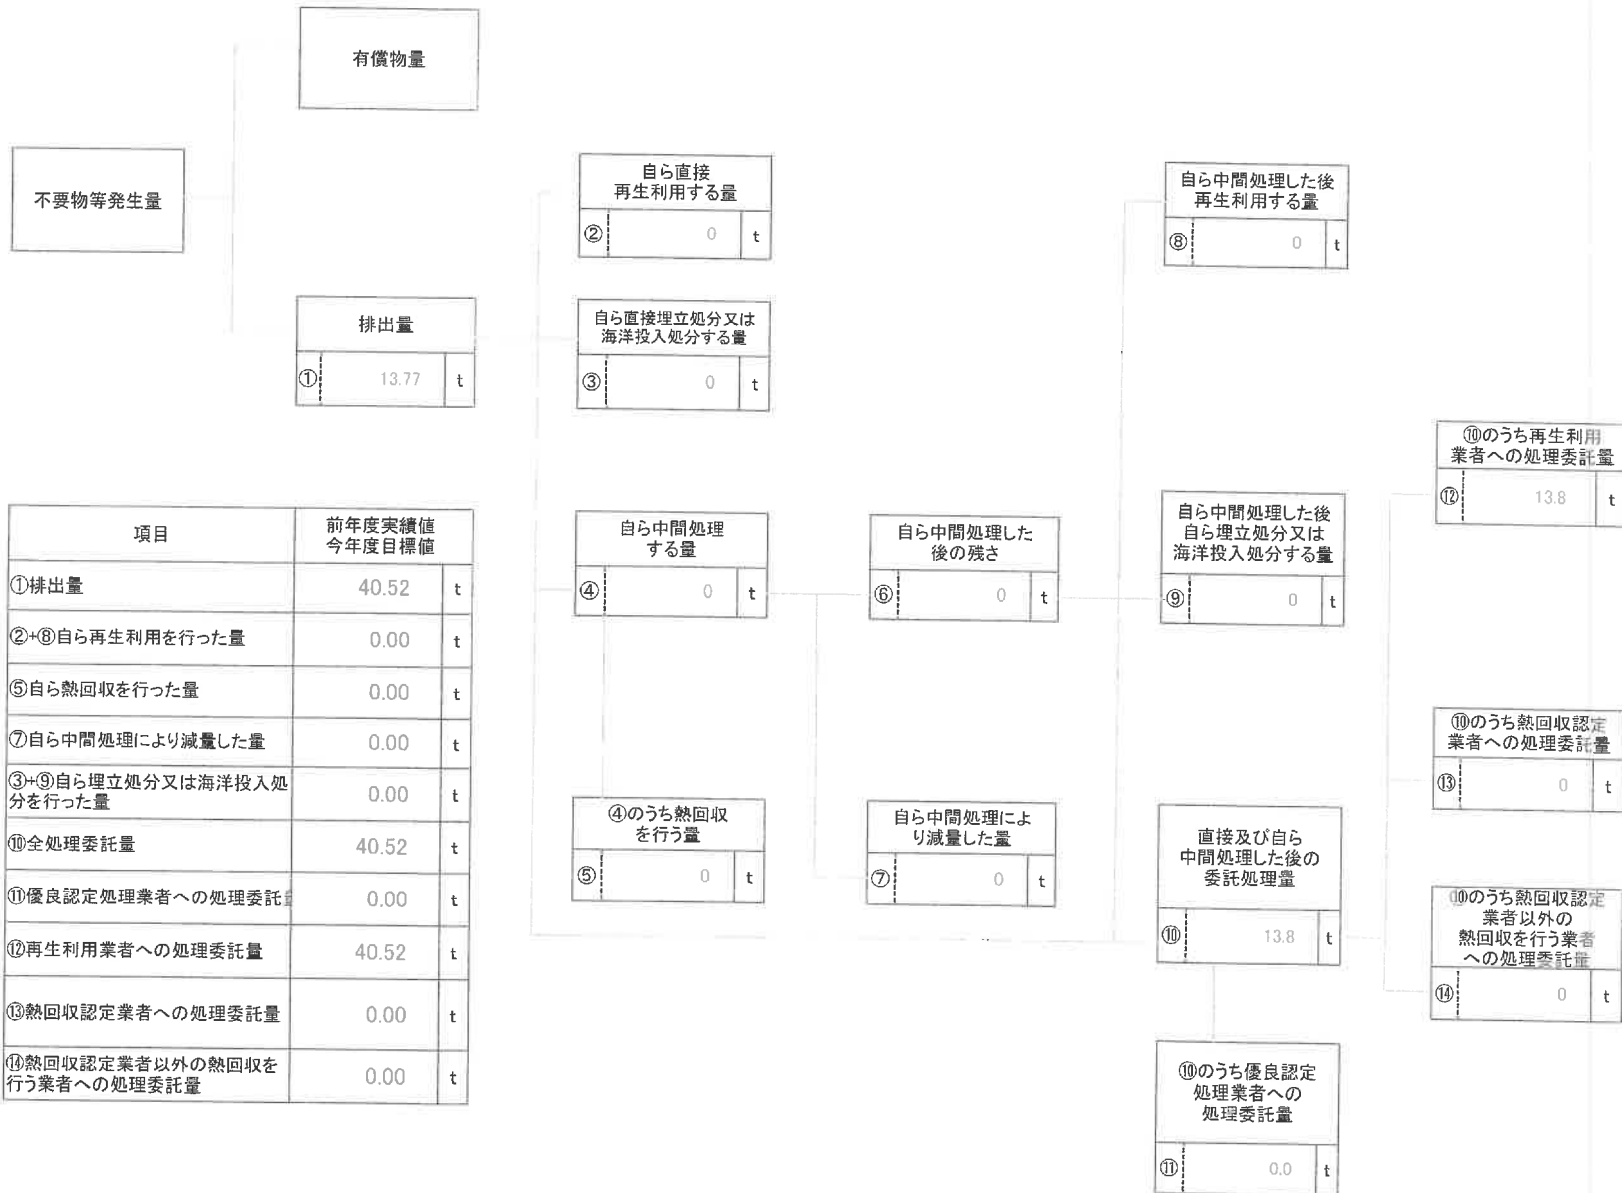 有償物量
不要物等発生量
排出量
① 13.77 t
自ら直接
再生利用する量
② 0 t
自ら直接埋立処分又は
海洋投入処分する量
③ 0 t
自ら中間処理
する量
④ 0 t
④のうち熱回収
を行う量
⑤ 0 t
自ら中間処理した
後の残さ
⑥ 0 t
自ら中間処理によ
り減量した量
⑦ 0 t
自ら中間処理した後
再生利用する量
⑧ 0 t
自ら中間処理した後
自ら埋立処分又は
海洋投入処分する量
⑨ 0 t
直接及び自ら
中間処理した後の
委託処理量
⑩ 13.8 t
⑩のうち優良認定
処理業者への
処理委託量
⑪ 0.0 t
⑩のうち再生利用
業者への処理委託量
⑫ 13.8 t
⑩のうち熱回収認定
業者への処理委託量
⑬ 0 t
⑩のうち熱回収認定
業者以外の
熱回収を行う業者
への処理委託量
⑭ 0 t
項目
前年度実績値
今年度目標値
①排出量 40.52 t
②+⑧自ら再生利用を行った量 0.00 t
⑤自ら熱回収を行った量 0.00 t
⑦自ら中間処理により減量した量 0.00 t
③+⑨自ら埋立処分又は海洋投入処
分を行った量 0.00 t
⑩全処理委託量 40.52 t
⑪優良認定処理業者への処理委託 0.00 t
⑫再生利用業者への処理委託量 40.52 t
⑬熱回収認定業者への処理委託量 0.00 t
⑭熱回収認定業者以外の熱回収を
行う業者への処理委託量 0.00 t